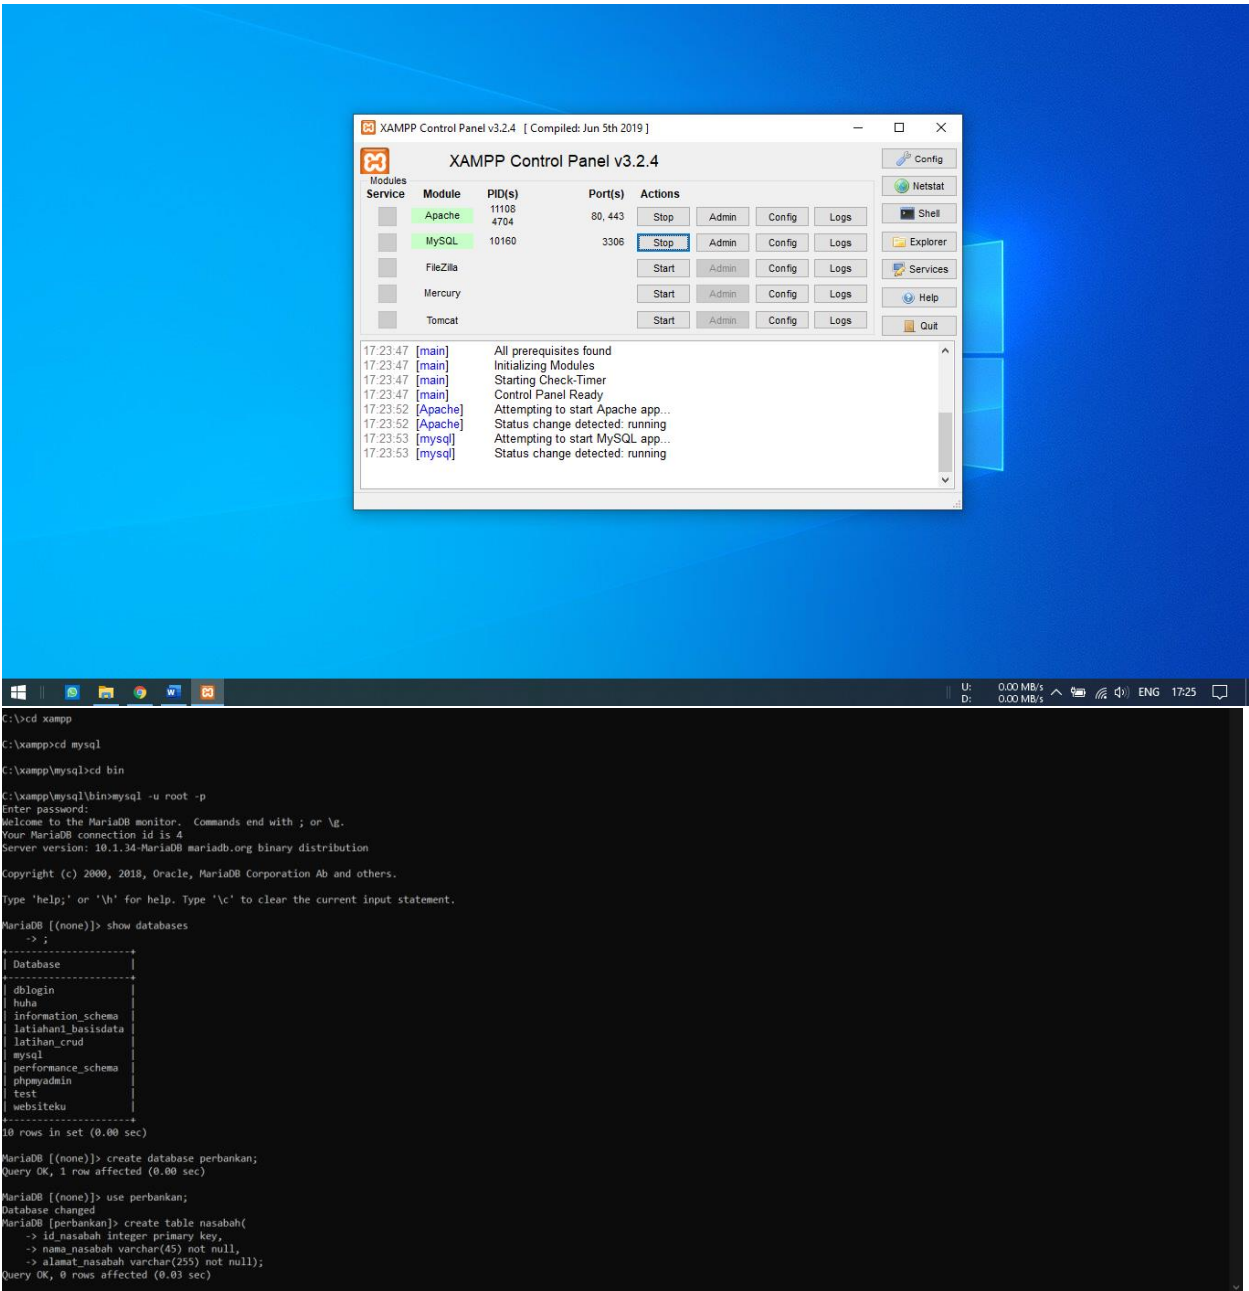 XAMPP Control Panel v3.2.4 [ Compiled: Jun 5th 2019 ]
XAMPP Control Panel v3.2.4
Config
Modules
Service Module PID(s) Port(s) Actions
Netstat
Apache 11108 4704 80, 443 Stop Admin Config Logs
Shell
MySQL 10160 3306 Stop Admin Config Logs
Explorer
FileZilla Start Admin Config Logs
Services
Mercury Start Admin Config Logs
Help
Tomcat Start Admin Config Logs
Quit
17:23:47 [main] All prerequisites found
17:23:47 [main] Initializing Modules
17:23:47 [main] Starting Check-Timer
17:23:47 [main] Control Panel Ready
17:23:52 [Apache] Attempting to start Apache app...
17:23:52 [Apache] Status change detected: running
17:23:53 [mysql] Attempting to start MySQL app...
17:23:53 [mysql] Status change detected: running
U: 0.00 MB/s
D: 0.00 MB/s
ENG 17:25
C:\>cd xampp
C:\xampp>cd mysql
C:\xampp\mysql>cd bin
C:\xampp\mysql\bin>mysql -u root -p
Enter password:
Welcome to the MariaDB monitor.  Commands end with ; or \g.
Your MariaDB connection id is 4
Server version: 10.1.34-MariaDB mariadb.org binary distribution
Copyright (c) 2000, 2018, Oracle, MariaDB Corporation Ab and others.
Type 'help;' or '\h' for help. Type '\c' to clear the current input statement.
MariaDB [(none)]> show databases
    -> ;
+---------------------+
| Database            |
+---------------------+
| dblogin             |
| huha                |
| information_schema  |
| latiahan1_basisdata |
| latihan_crud        |
| mysql               |
| performance_schema  |
| phpmyadmin          |
| test                |
| websiteku           |
+---------------------+
10 rows in set (0.00 sec)
MariaDB [(none)]> create database perbankan;
Query OK, 1 row affected (0.00 sec)
MariaDB [(none)]> use perbankan;
Database changed
MariaDB [perbankan]> create table nasabah(
    -> id_nasabah integer primary key,
    -> nama_nasabah varchar(45) not null,
    -> alamat_nasabah varchar(255) not null);
Query OK, 0 rows affected (0.03 sec)